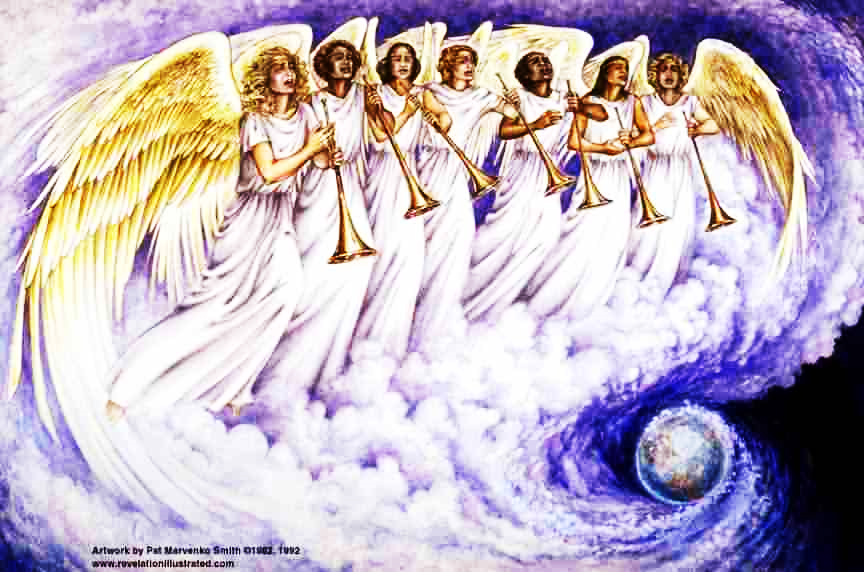 Artwork by Pat Marvenko Smith ©1982, 1992
www.revelationillustrated.com